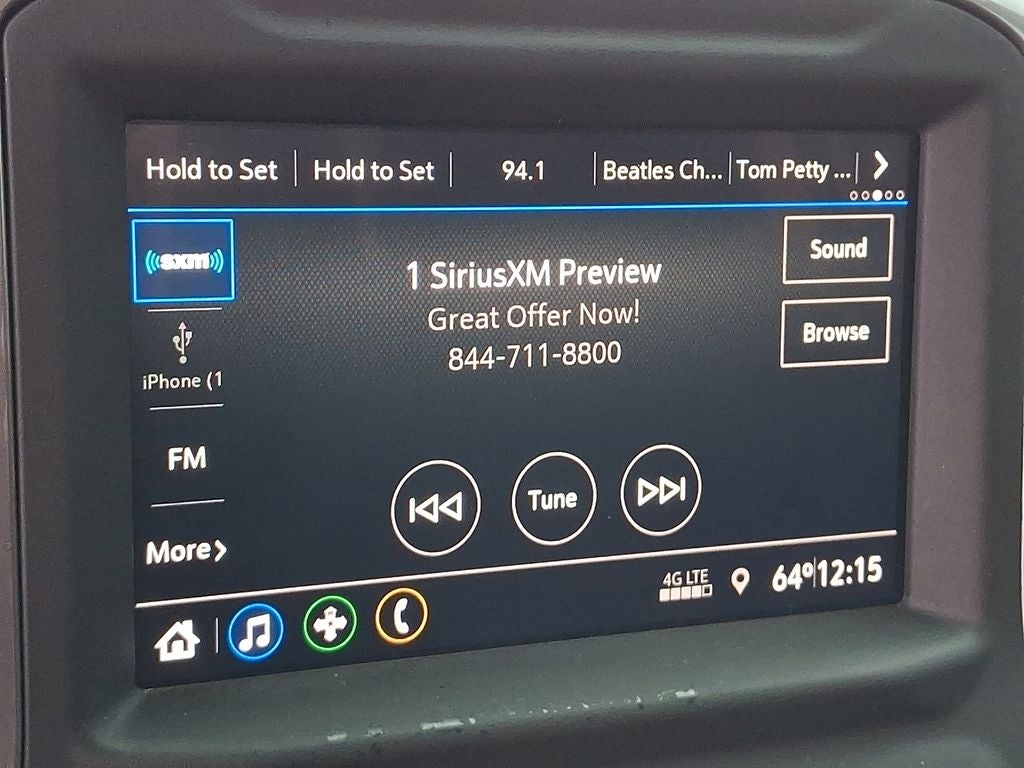 Hold to Set Hold to Set 94.1 Beatles Ch... Tom Petty ...
sxm
Sound
1 SiriusXM Preview
Great Offer Now!
844-711-8800
Browse
iPhone (1
FM
Tune
More
4G LTE
64° 12:15